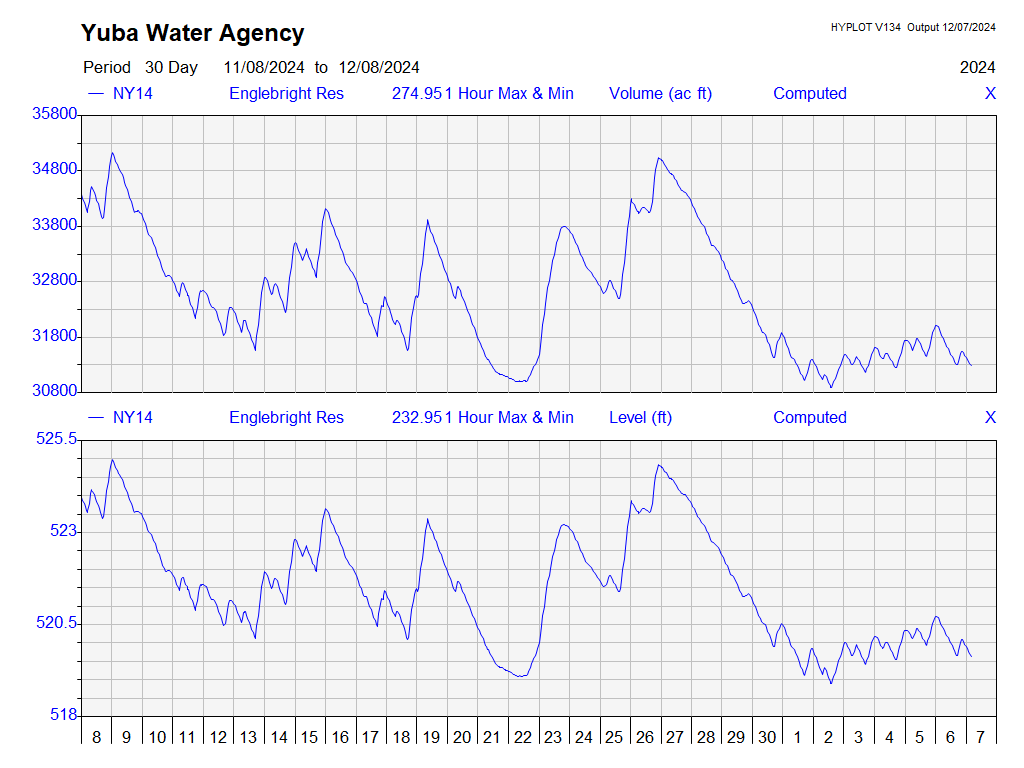 Yuba Water Agency
HYPLOT V134 Output 12/07/2024
Period 30 Day 11/08/2024 to 12/08/2024 2024
— NY14 Englebright Res 274.951 Hour Max & Min Volume (ac ft) Computed X
35800
34800
33800
32800
31800
30800
— NY14 Englebright Res 232.951 Hour Max & Min Level (ft) Computed X
525.5
523
520.5
518
8 9 10 11 12 13 14 15 16 17 18 19 20 21 22 23 24 25 26 27 28 29 30 1 2 3 4 5 6 7